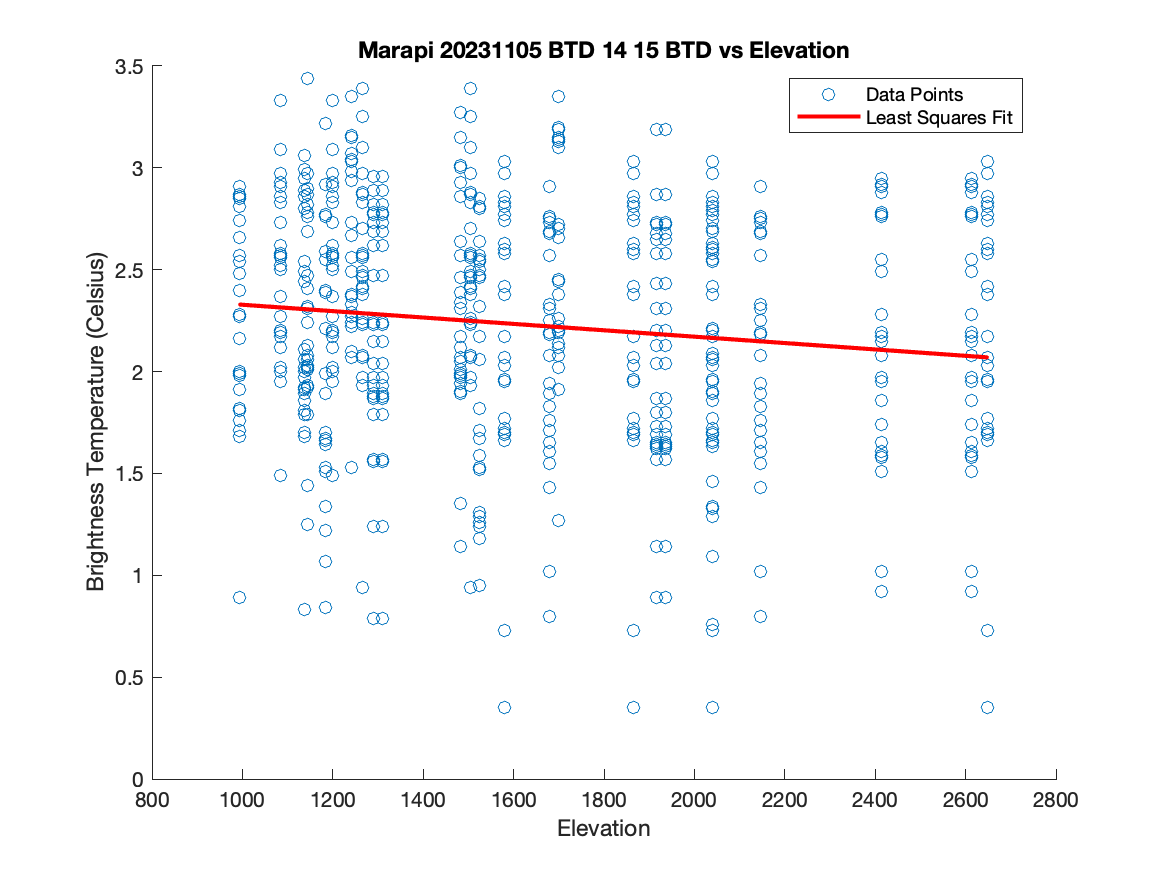 Marapi 20231105 BTD 14 15 BTD vs Elevation
Data Points
Least Squares Fit
3.5
3
2.5
2
1.5
1
0.5
0
Brightness Temperature (Celsius)
800 1000 1200 1400 1600 1800 2000 2200 2400 2600 2800
Elevation